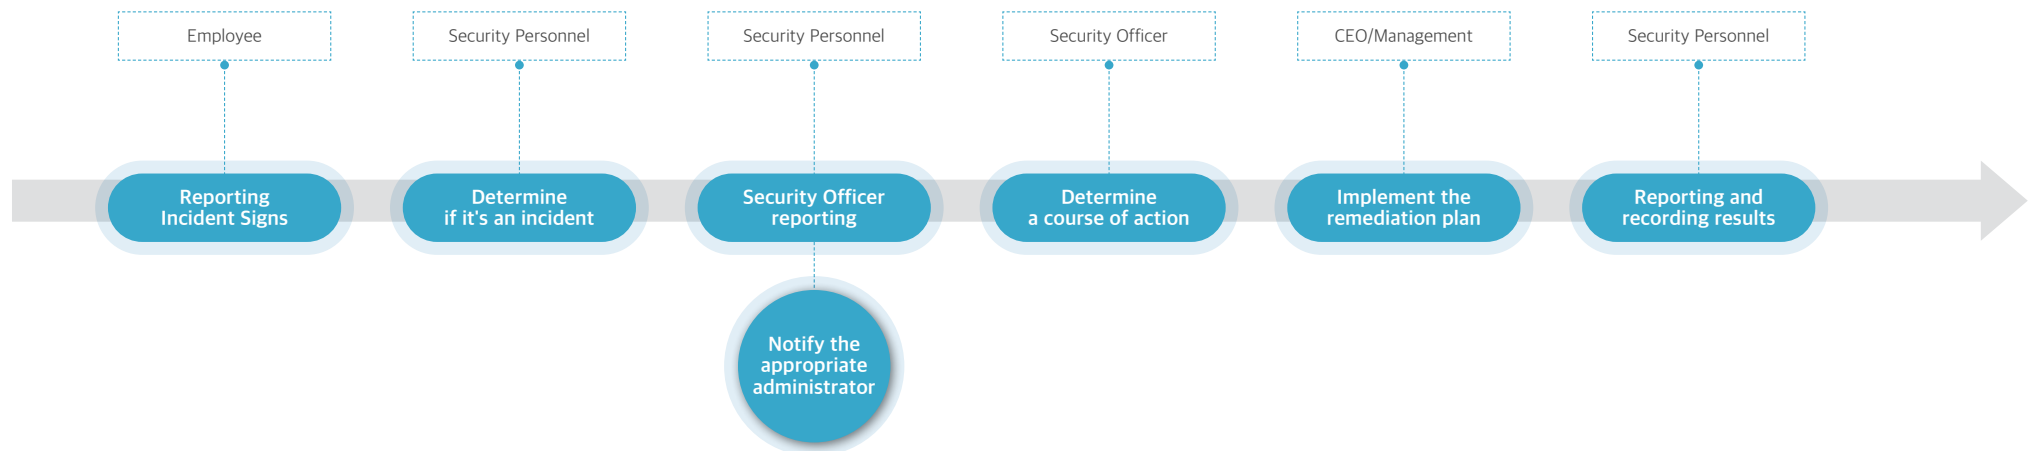 Employee
Security Personnel
Security Personnel
Security Officer
CEO/Management
Security Personnel
Reporting
Incident Signs
Determine
if it's an incident
Security Officer
reporting
Determine
a course of action
Implement the
remediation plan
Reporting and
recording results
Notify the
appropriate
administrator